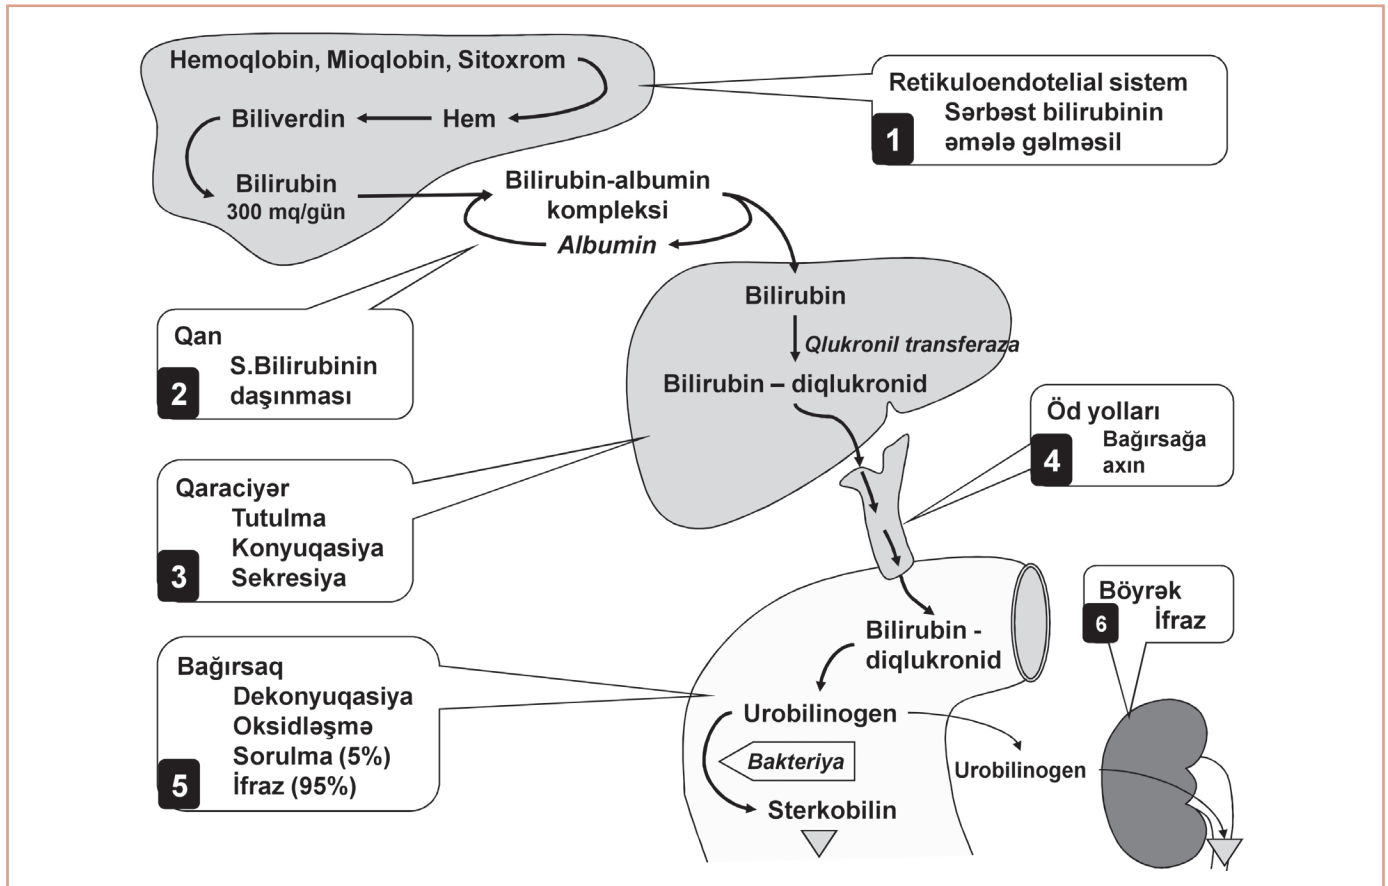 Hemoqlobin, Mioqlobin, Sitoxrom
Biliverdin
Hem
Bilirubin
300 mq/gün
Retikuloendotelial sistem
Sərbəst bilirubinin
1
əmələ gəlməsil
Bilirubin-albumin
kompleksi
Albumin
Qan
S.Bilirubinin
2
daşınması
Bilirubin
Qlukronil transferaza
Bilirubin – diqlukronid
Qaraciyər
Tutulma
Konyuqasiya
3
Sekresiya
Öd yolları
Bağırsağa
4
axın
Bağırsaq
Dekonyuqasiya
Oksidləşmə
Sorulma (5%)
5
İfraz (95%)
Bilirubin -
diqlukronid
Urobilinogen
Bakteriya
Sterkobilin
Urobilinogen
Böyrək
6
İfraz